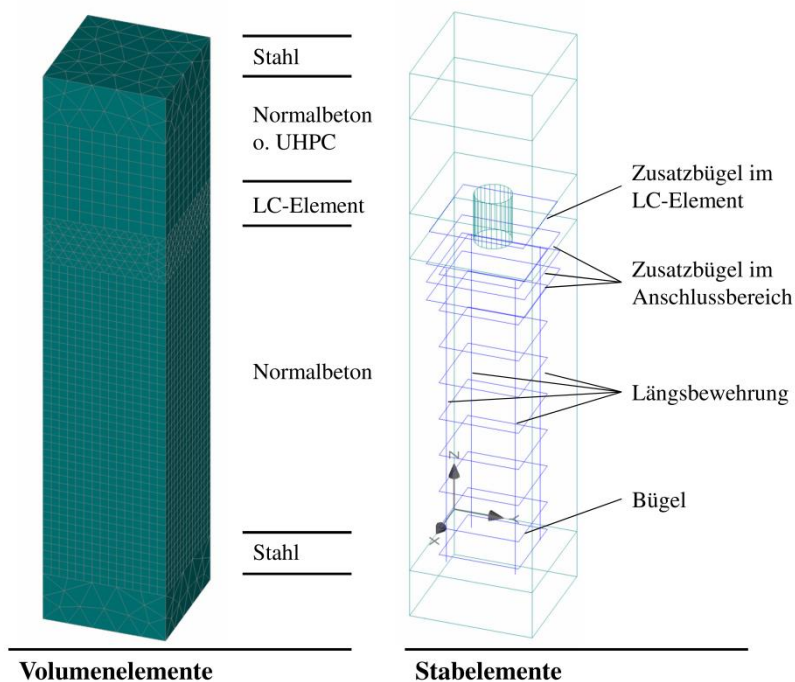 Stahl
Normalbeton
o. UHPC
LC-Element
Normalbeton
Stahl
Volumenelemente
Zusatzbügel im
LC-Element
Zusatzbügel im
Anschlussbereich
Längsbewehrung
Bügel
Z
Y
X
Stabelemente